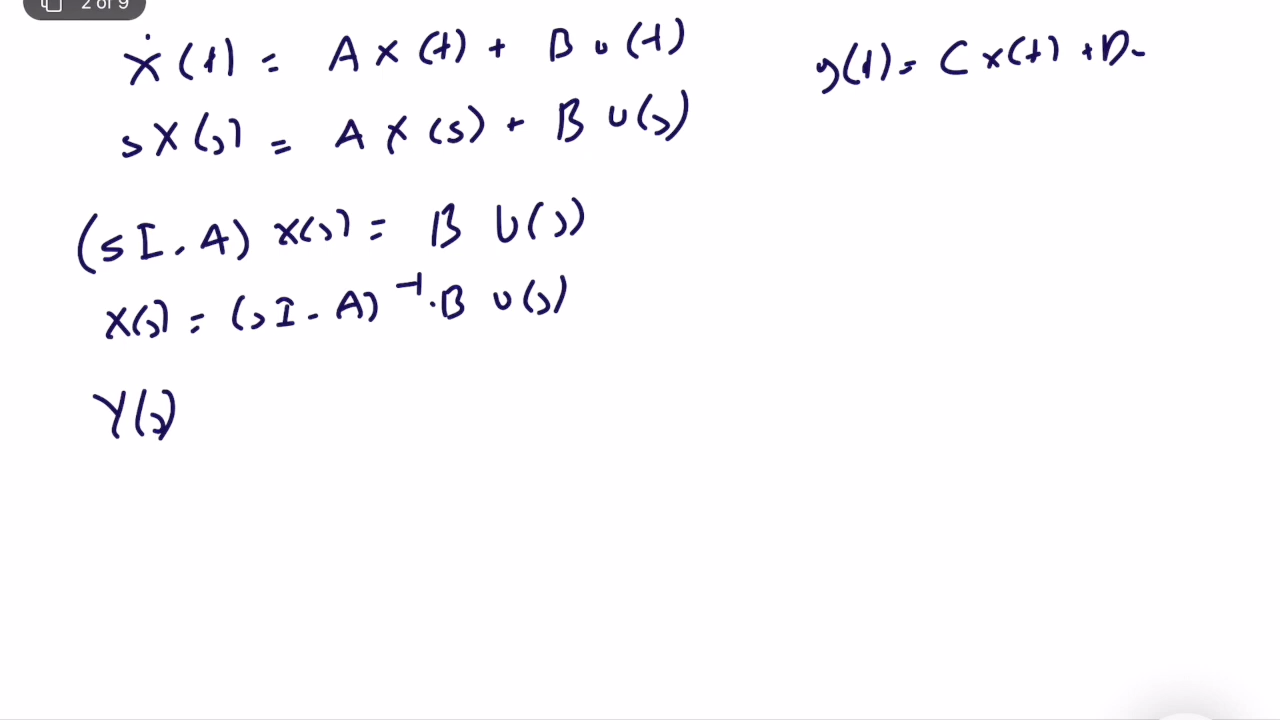 2 of 9
ẋ(t) = A x(t) + B u(t)
y(t) = C x(t) + D
s X(s) = A X(s) + B U(s)
(sI - A) X(s) = B U(s)
X(s) = (sI - A)⁻¹ · B U(s)
Y(s)